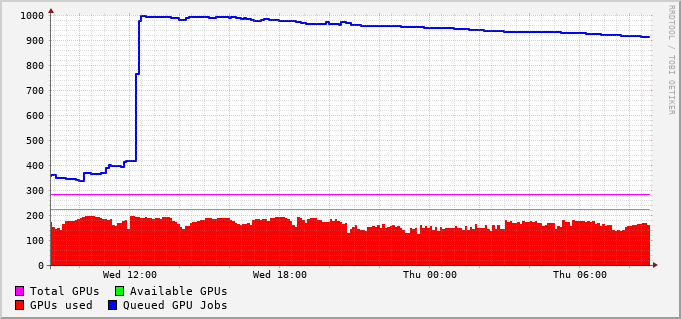 1000
900
800
700
600
500
400
300
200
100
0
Wed 12:00 Wed 18:00 Thu 00:00 Thu 06:00
Total GPUs Available GPUs
GPUs used Queued GPU Jobs
RRDTOOL / TOBI OETIKER